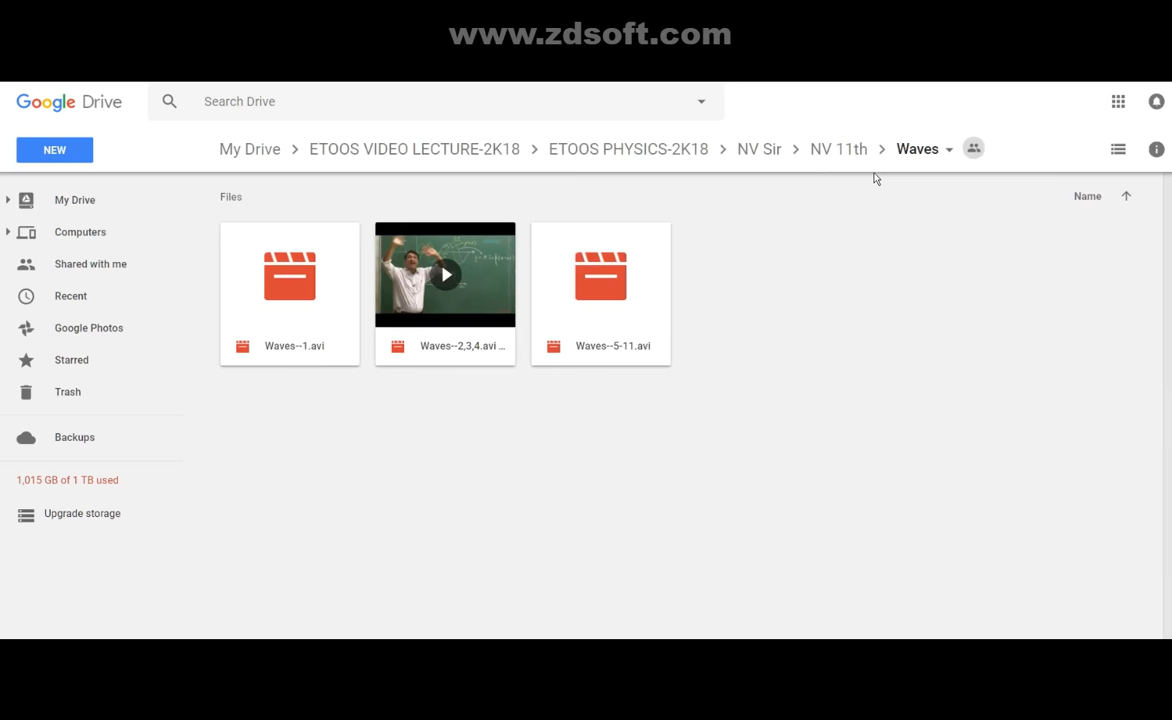 www.zdsoft.com
Google Drive
Search Drive
NEW
My Drive > ETOOS VIDEO LECTURE-2K18 > ETOOS PHYSICS-2K18 > NV Sir > NV 11th > Waves
My Drive
Computers
Shared with me
Recent
Google Photos
Starred
Trash
Backups
1,015 GB of 1 TB used
Upgrade storage
Files
Name
Waves--1.avi
Waves--2,3,4.avi ...
Waves--5-11.avi